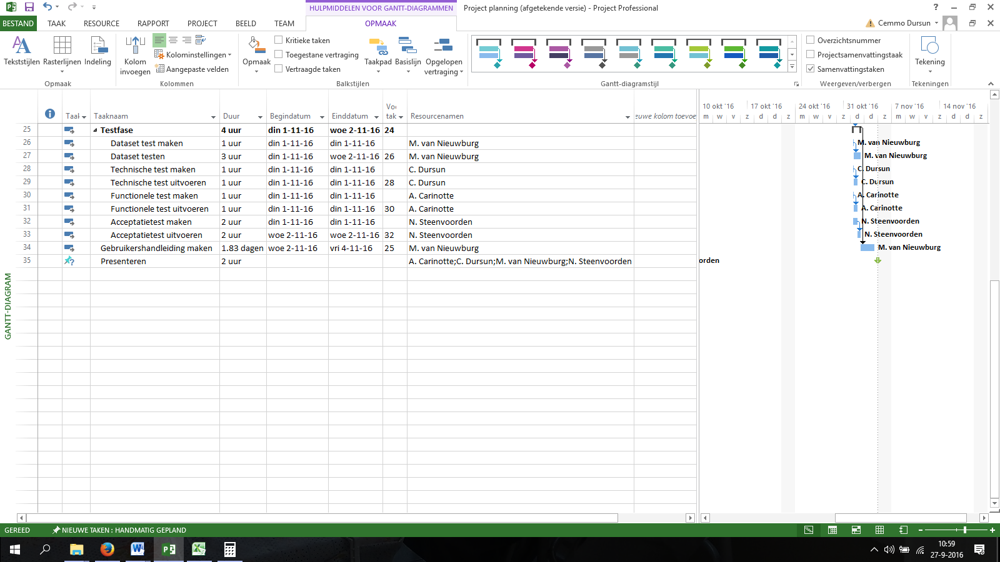 HULPMIDDELEN VOOR GANTT-DIAGRAMMEN
Project planning (afgetekende versie) - Project Professional
BESTAND TAAK RESOURCE RAPPORT PROJECT BEELD TEAM OPMAAK
Cemmo Dursun
Tekststijlen Rasterlijnen Indeling
Opmaak
Kolom invoegen
Kolominstellingen
Aangepaste velden
Kolommen
Opmaak
Kritieke taken
Toegestane vertraging
Vertraagde taken
Taakpad Basislijn Opgelopen vertraging
Balkstijlen
Gantt-diagramstijl
Overzichtsnummer
Projectsamenvattingstaak
Samenvattingstaken
Weergeven/verbergen
Tekening
Tekeningen
Taal Taaknaam Duur Begindatum Einddatum Voo tak Resourcenamen euwe kolom toevoe
10 okt '16 17 okt '16 24 okt '16 31 okt '16 7 nov '16 14 nov '16
m w v z d d z m w v z d d z m w v z d d z
25 Testfase 4 uur din 1-11-16 woe 2-11-16 24
26 Dataset test maken 1 uur din 1-11-16 din 1-11-16 M. van Nieuwburg
27 Dataset testen 3 uur din 1-11-16 woe 2-11-16 26 M. van Nieuwburg
28 Technische test maken 1 uur din 1-11-16 din 1-11-16 C. Dursun
29 Technische test uitvoeren 1 uur din 1-11-16 din 1-11-16 28 C. Dursun
30 Functionele test maken 1 uur din 1-11-16 din 1-11-16 A. Carinotte
31 Functionele test uitvoeren 1 uur din 1-11-16 din 1-11-16 30 A. Carinotte
32 Acceptatietest maken 2 uur din 1-11-16 din 1-11-16 N. Steenvoorden
33 Acceptatietest uitvoeren 2 uur woe 2-11-16 woe 2-11-16 32 N. Steenvoorden
34 Gebruikershandleiding maken 1.83 dagen woe 2-11-16 vri 4-11-16 25 M. van Nieuwburg
35 Presenteren 2 uur A. Carinotte;C. Dursun;M. van Nieuwburg;N. Steenvoorden
M. van Nieuwburg
M. van Nieuwburg
C. Dursun
C. Dursun
A. Carinotte
A. Carinotte
N. Steenvoorden
N. Steenvoorden
M. van Nieuwburg
orden
GANTT-DIAGRAM
GEREED NIEUWE TAKEN : HANDMATIG GEPLAND
10:59
27-9-2016